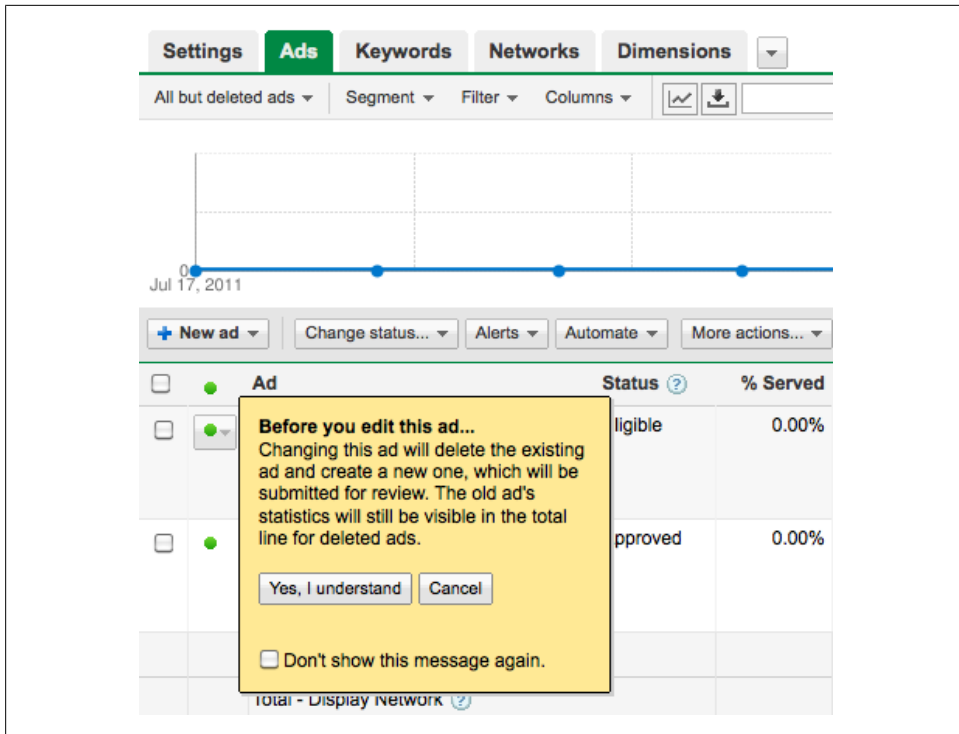 Settings Ads Keywords Networks Dimensions
All but deleted ads Segment Filter Columns
0
Jul 17, 2011
New ad Change status... Alerts Automate More actions...
Ad Status ? % Served
Before you edit this ad...
Changing this ad will delete the existing
ad and create a new one, which will be
submitted for review. The old ad's
statistics will still be visible in the total
line for deleted ads.
Yes, I understand Cancel
Don't show this message again.
ligible 0.00%
pproved 0.00%
Total - Display Network ?